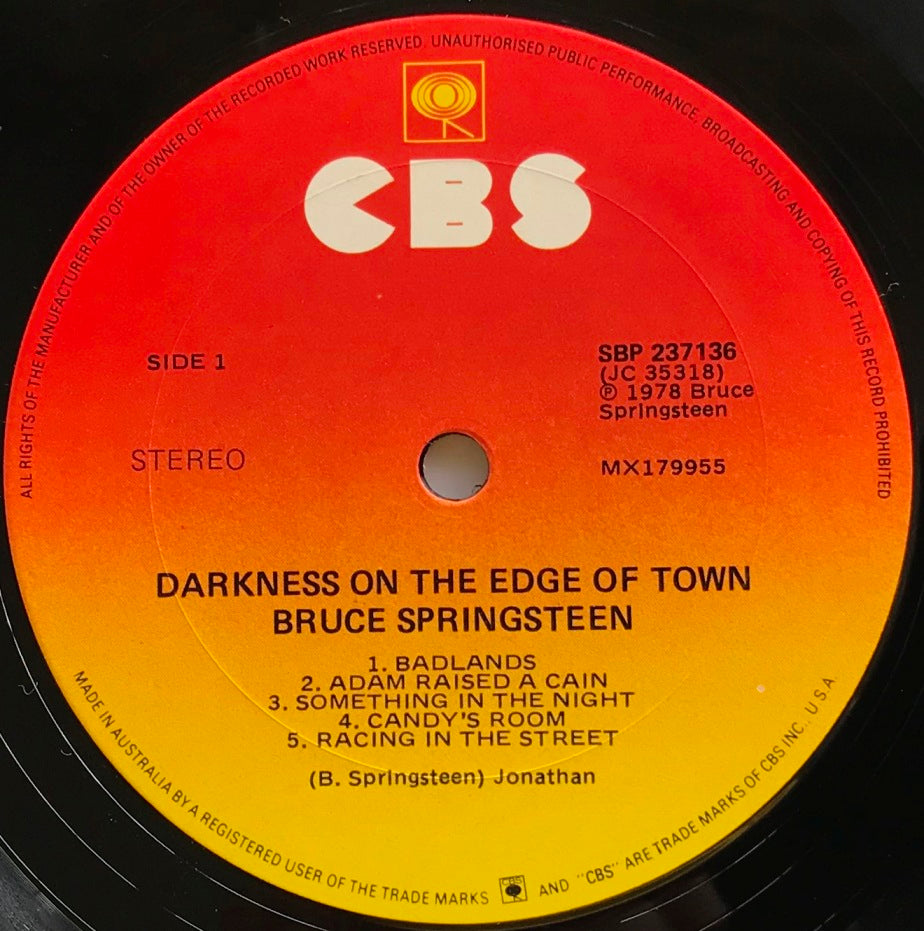 ALL RIGHTS OF THE MANUFACTURER AND OF THE OWNER OF THE RECORDED WORK RESERVED. UNAUTHORISED PUBLIC PERFORMANCE, BROADCASTING AND COPYING OF THIS RECORD PROHIBITED
CBS
SIDE 1
SBP 237136
(JC 35318)
℗ 1978 Bruce
Springsteen
STEREO
MX179955
DARKNESS ON THE EDGE OF TOWN
BRUCE SPRINGSTEEN
1. BADLANDS
2. ADAM RAISED A CAIN
3. SOMETHING IN THE NIGHT
4. CANDY'S ROOM
5. RACING IN THE STREET
(B. Springsteen) Jonathan
MADE IN AUSTRALIA BY A REGISTERED USER OF THE TRADE MARKS CBS AND "CBS" ARE TRADE MARKS OF CBS INC., U.S.A.